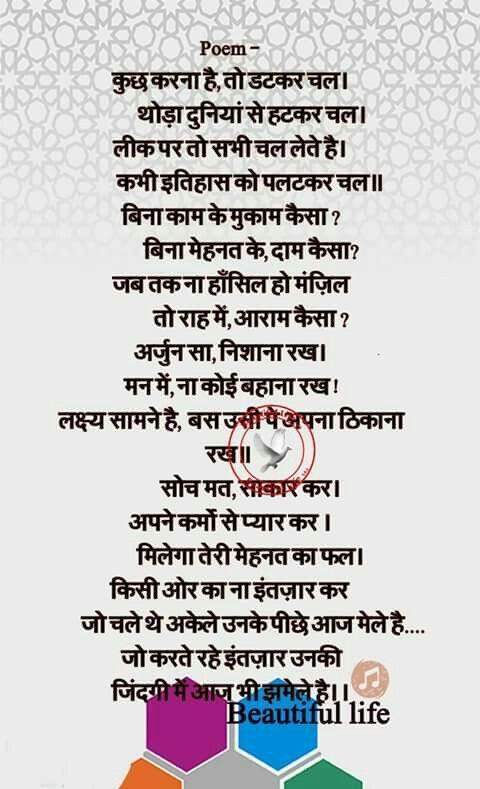 Poem -
कुछ करना है, तो डटकर चल।
थोड़ा दुनियां से हटकर चल।
लीक पर तो सभी चल लेते है।
कभी इतिहास को पलटकर चल॥
बिना काम के मुकाम कैसा ?
बिना मेहनत के, दाम कैसा?
जब तक ना हाँसिल हो मंज़िल
तो राह में, आराम कैसा ?
अर्जुन सा, निशाना रख।
मन में, ना कोई बहाना रख !
लक्ष्य सामने है, बस उसी पे अपना ठिकाना
रख॥
सोच मत, साकार कर।
अपने कर्मो से प्यार कर ।
मिलेगा तेरी मेहनत का फल।
किसी ओर का ना इंतज़ार कर
जो चले थे अकेले उनके पीछे आज मेले है....
जो करते रहे इंतज़ार उनकी
जिंदगी में आज भी झमेले है।।
Beautiful life